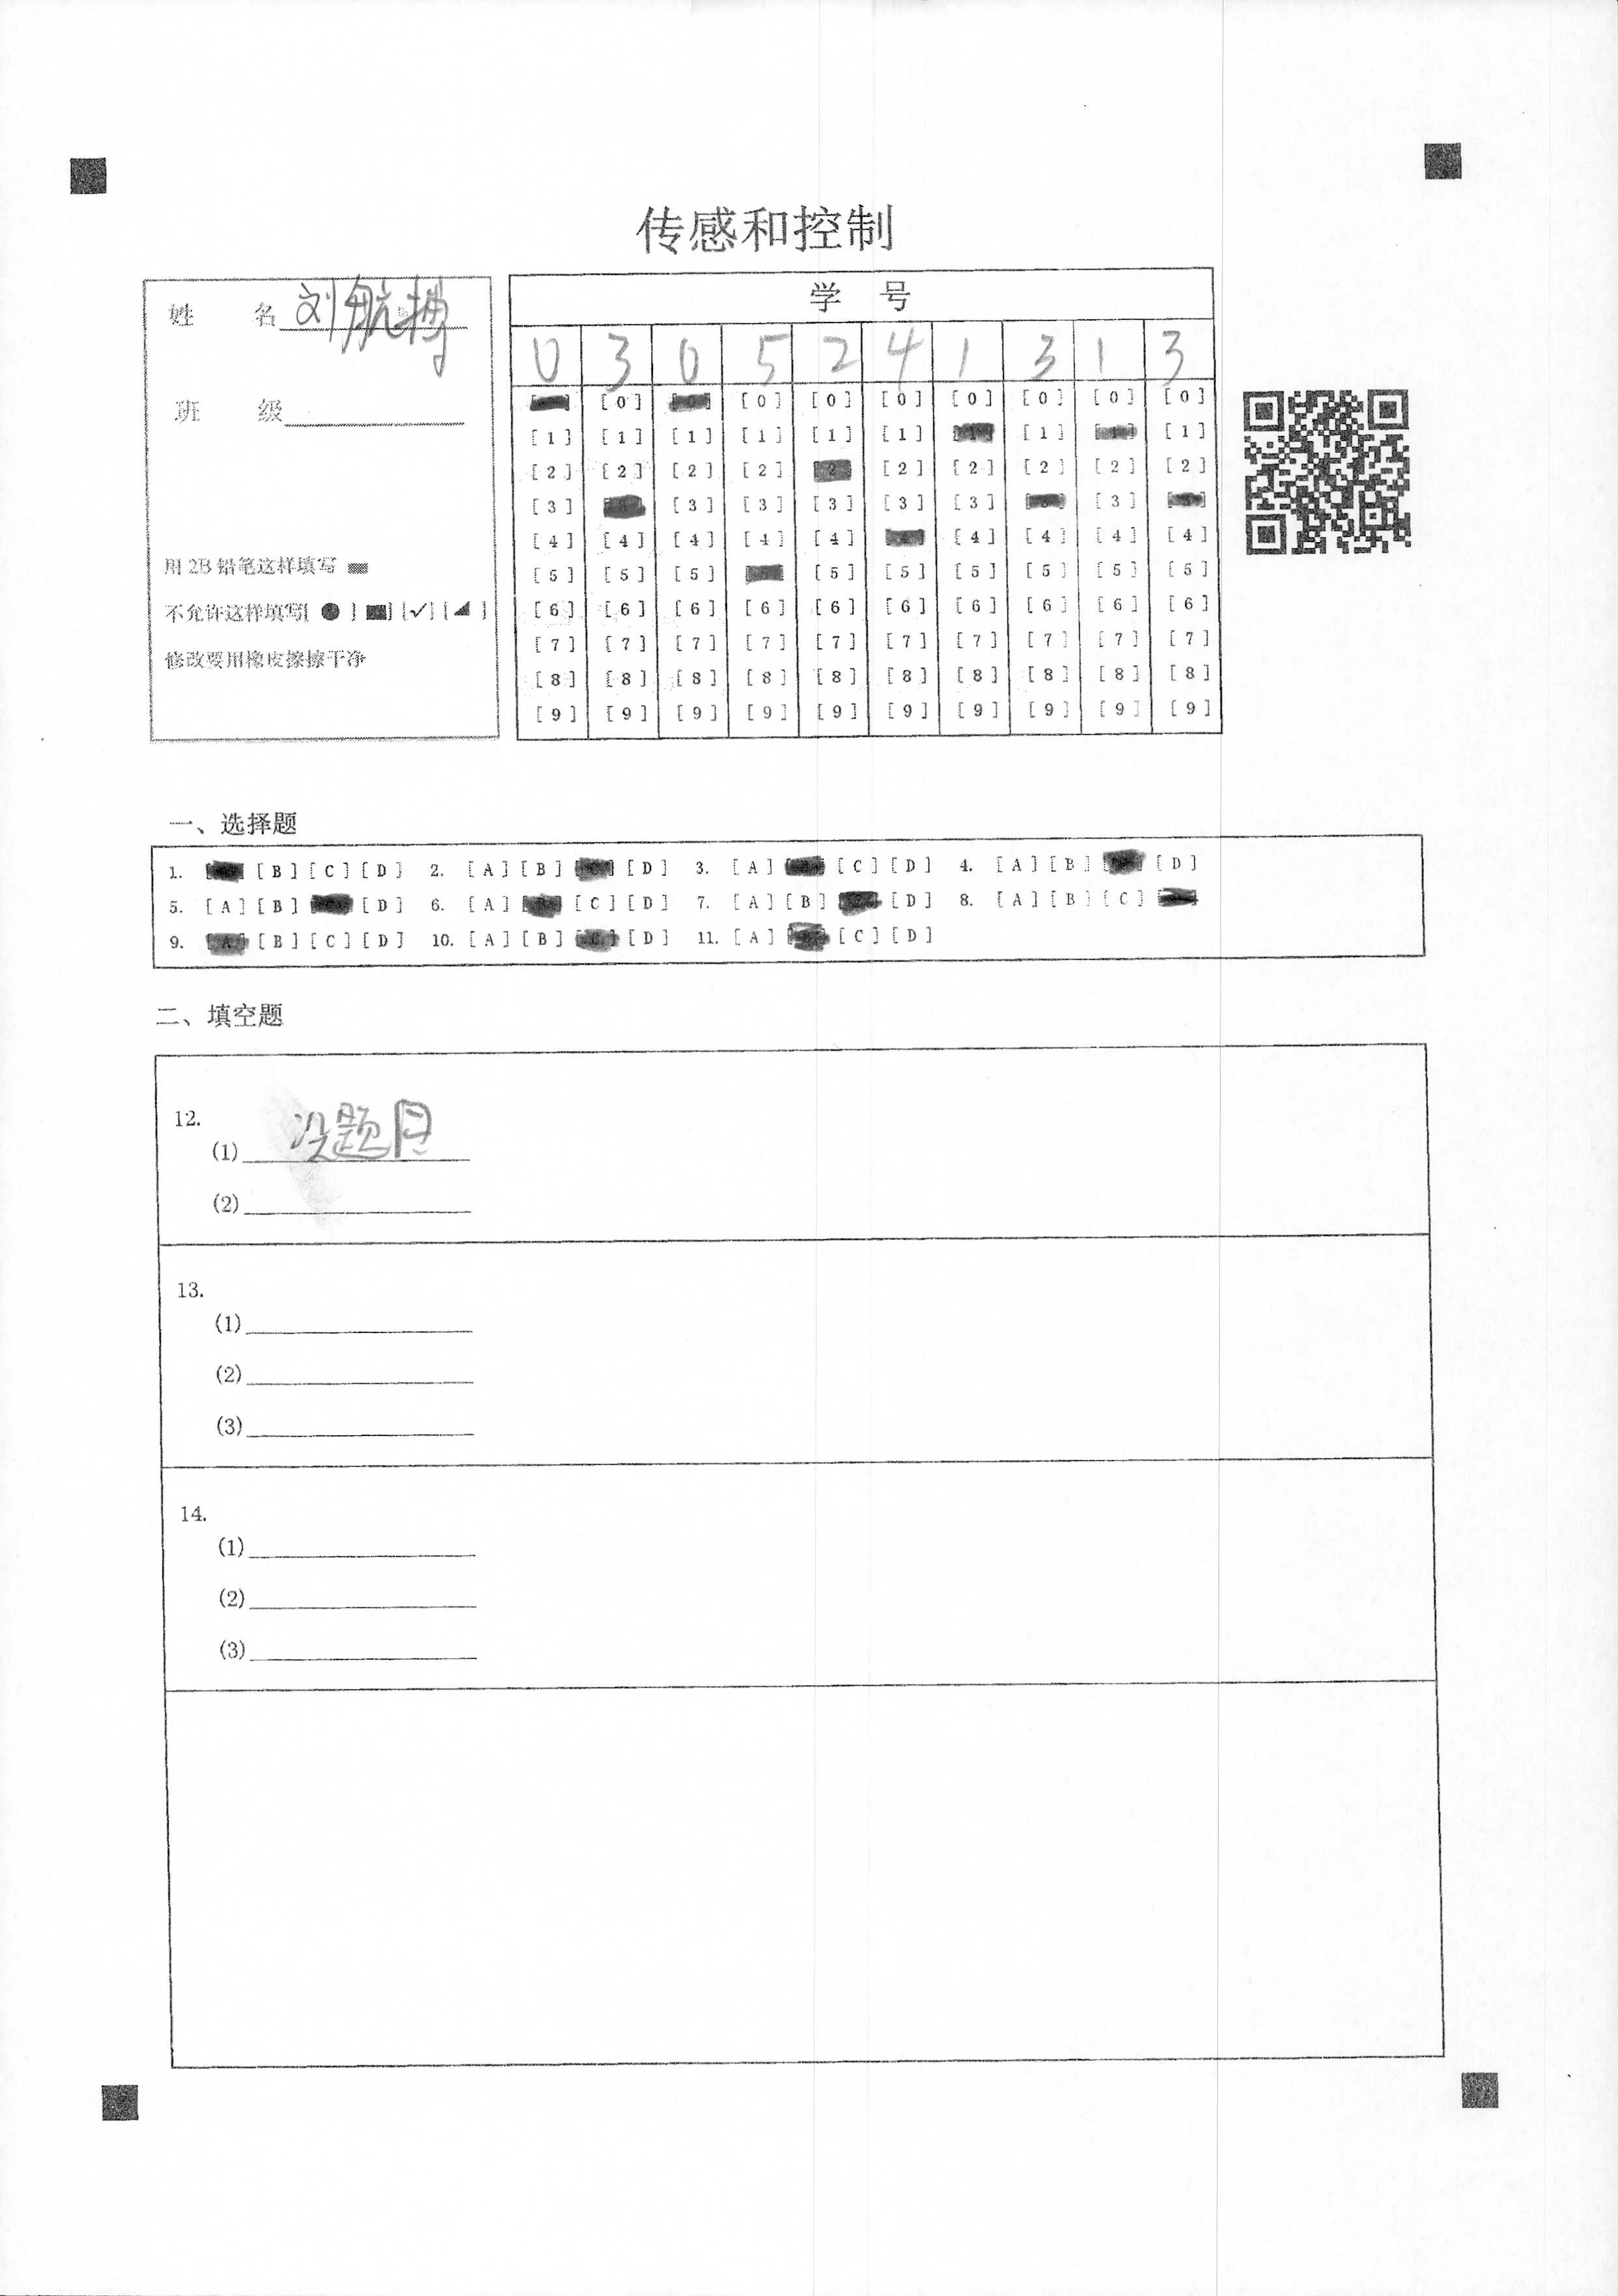 传感和控制
姓 名 刘航搏
班 级
用 2B 铅笔这样填写
不允许这样填写[ ● ] [■] [✓] [◢ ]
修改要用橡皮擦擦干净
学 号
0 3 0 5 2 4 1 3 1 3
[0] [0] [0] [0] [0] [0] [0] [0]
[1] [1] [1] [1] [1] [1] [1] [1] [1]
[2] [2] [2] [2] [2] [2] [2] [2] [2] [2]
[3] [3] [3] [3] [3] [3] [3]
[4] [4] [4] [4] [4] [4] [4] [4] [4] [4]
[5] [5] [5] [5] [5] [5] [5] [5] [5]
[6] [6] [6] [6] [6] [6] [6] [6] [6] [6]
[7] [7] [7] [7] [7] [7] [7] [7] [7] [7]
[8] [8] [8] [8] [8] [8] [8] [8] [8] [8]
[9] [9] [9] [9] [9] [9] [9] [9] [9] [9]
一、选择题
1. [B] [C] [D] 2. [A] [B] [D] 3. [A] [C] [D] 4. [A] [B] [D]
5. [A] [B] [D] 6. [A] [C] [D] 7. [A] [B] [D] 8. [A] [B] [C]
9. [A] [B] [C] [D] 10. [A] [B] [C] [D] 11. [A] [B] [C] [D]
二、填空题
12.
(1) 没题目
(2)
13.
(1)
(2)
(3)
14.
(1)
(2)
(3)